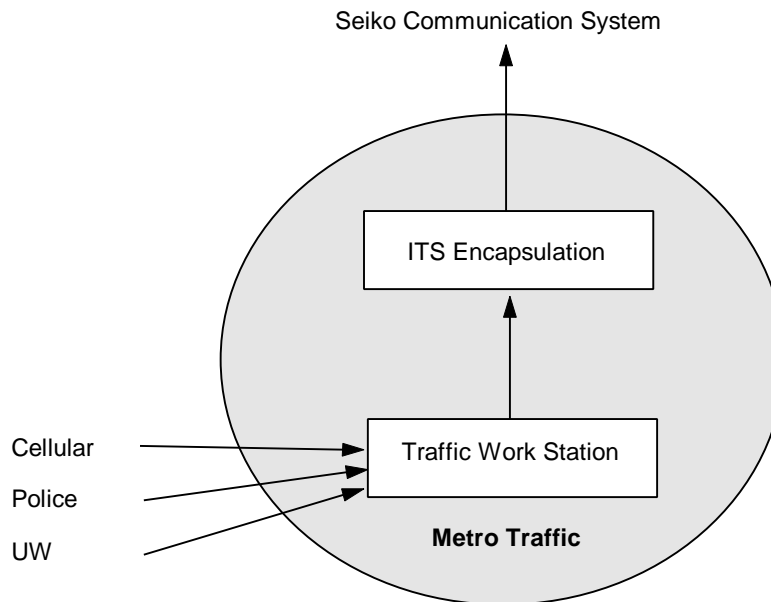 Seiko Communication System
ITS Encapsulation
Traffic Work Station
Cellular
Police
UW
Metro Traffic